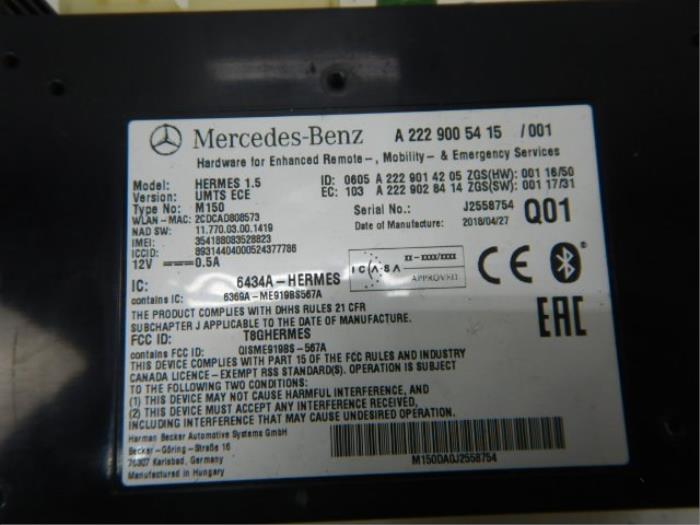 Mercedes-Benz A 222 900 54 15 /001
Hardware for Enhanced Remote-, Mobility- & Emergency Services
Model: HERMES 1.5 ID: 0605 A 222 901 42 05 ZGS(HW): 001 16/50
Version: UMTS ECE EC: 103 A 222 902 84 14 ZGS(SW): 001 17/31
Type No: M150 Serial No.: J2558754
WLAN-MAC: 2CDCAD808573 Date of Manufacture: 2018/04/27 Q01
NAD SW: 11.770.03.00.1419
IMEI: 354188083528823
ICCID: 89314404000524377786
12V 0.5A
XX-XXXX/XXXX
ICASA
APPROVED
CE
IC: 6434A-HERMES
contains IC: 6369A-ME919BS567A
THE PRODUCT COMPLIES WITH DHHS RULES 21 CFR
SUBCHAPTER J APPLICABLE TO THE DATE OF MANUFACTURE.
EAC
FCC ID: T8GHERMES
contains FCC ID: QISME919BS-567A
THIS DEVICE COMPLIES WITH PART 15 OF THE FCC RULES AND INDUSTRY
CANADA LICENCE - EXEMPT RSS STANDARD(S). OPERATION IS SUBJECT
TO THE FOLLOWING TWO CONDITIONS:
(1) THIS DEVICE MAY NOT CAUSE HARMFUL INTERFERENCE, AND
(2) THIS DEVICE MUST ACCEPT ANY INTERFERENCE,
INCLUDING INTERFERENCE THAT MAY CAUSE UNDESIRED OPERATION.
Harman Becker Automotive Systems GmbH
Becker-Göring-Straße 16
76307 Karlsbad, Germany
Manufactured in Hungary
M150DA0J2558754